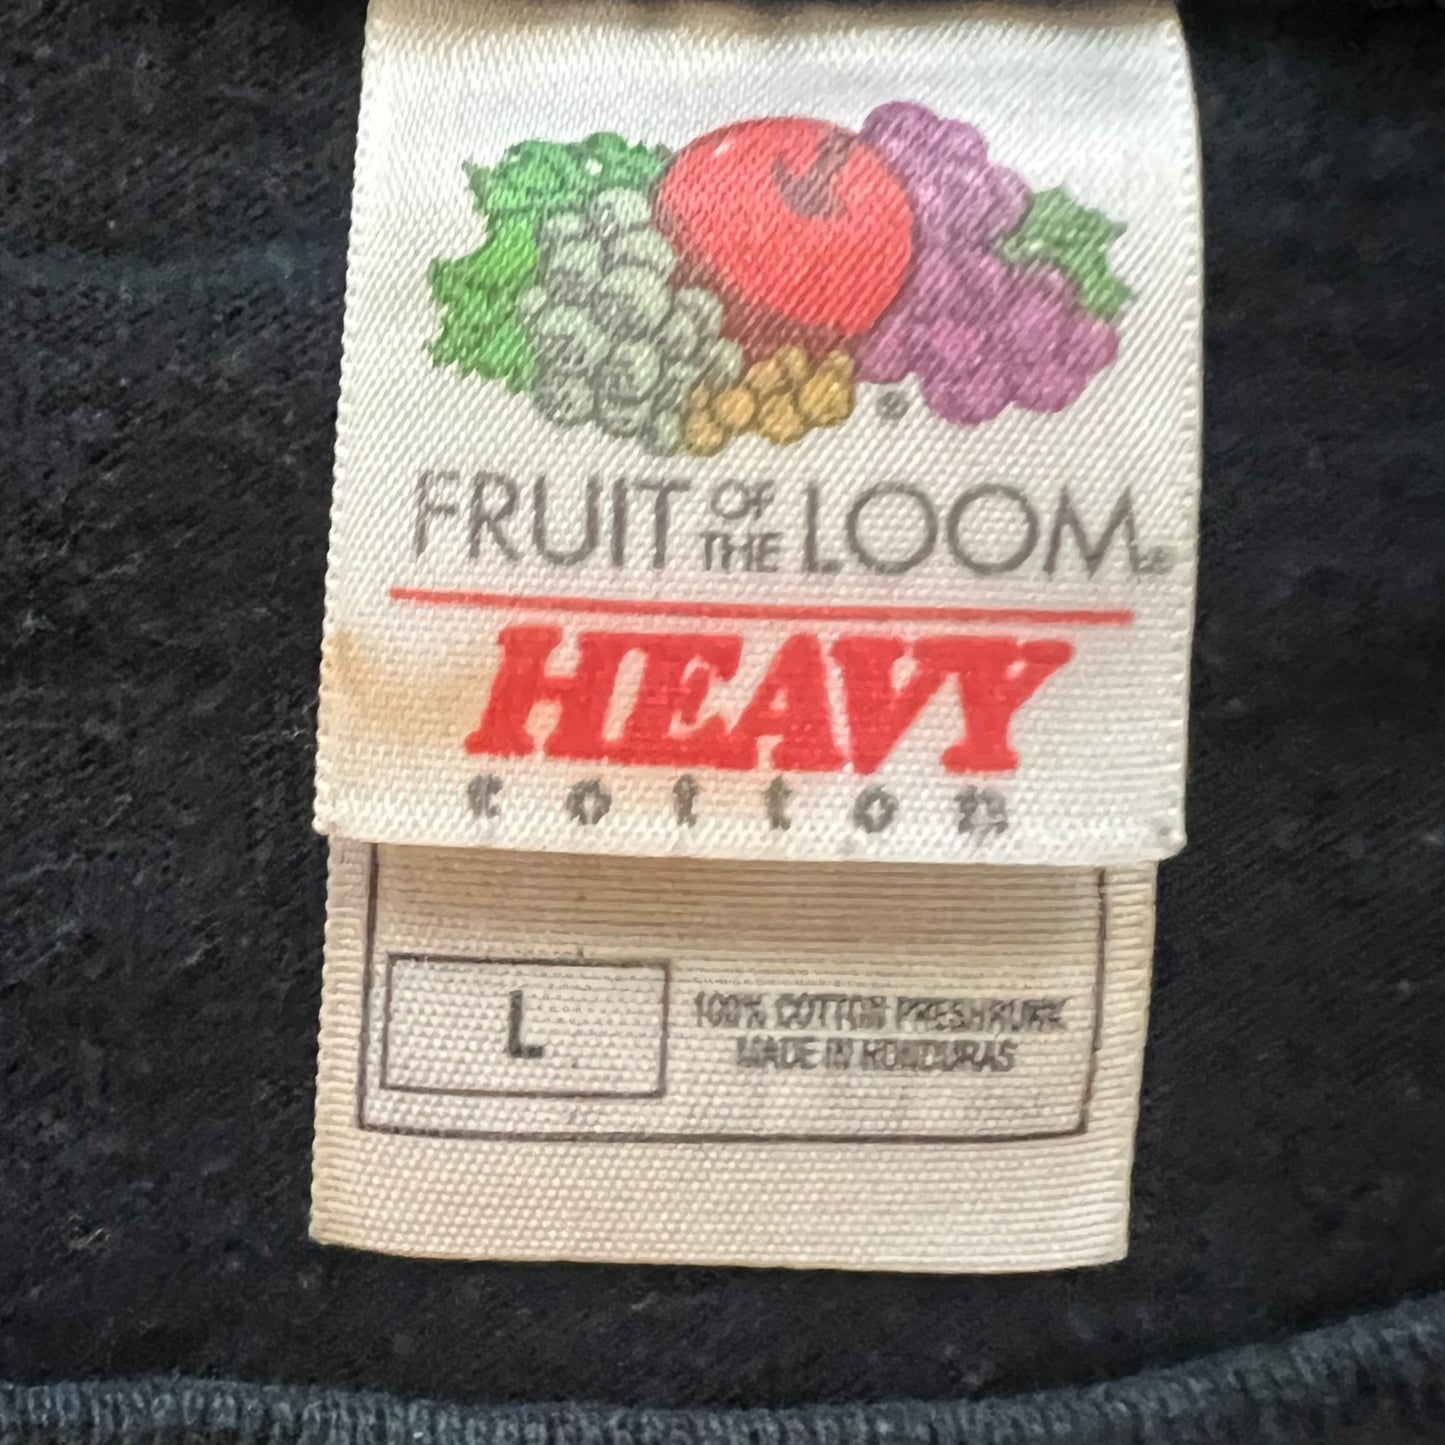 ®
FRUIT OF THE LOOM
HEAVY
cotton
L
100% COTTON PRESHRUNK
MADE IN HONDURAS